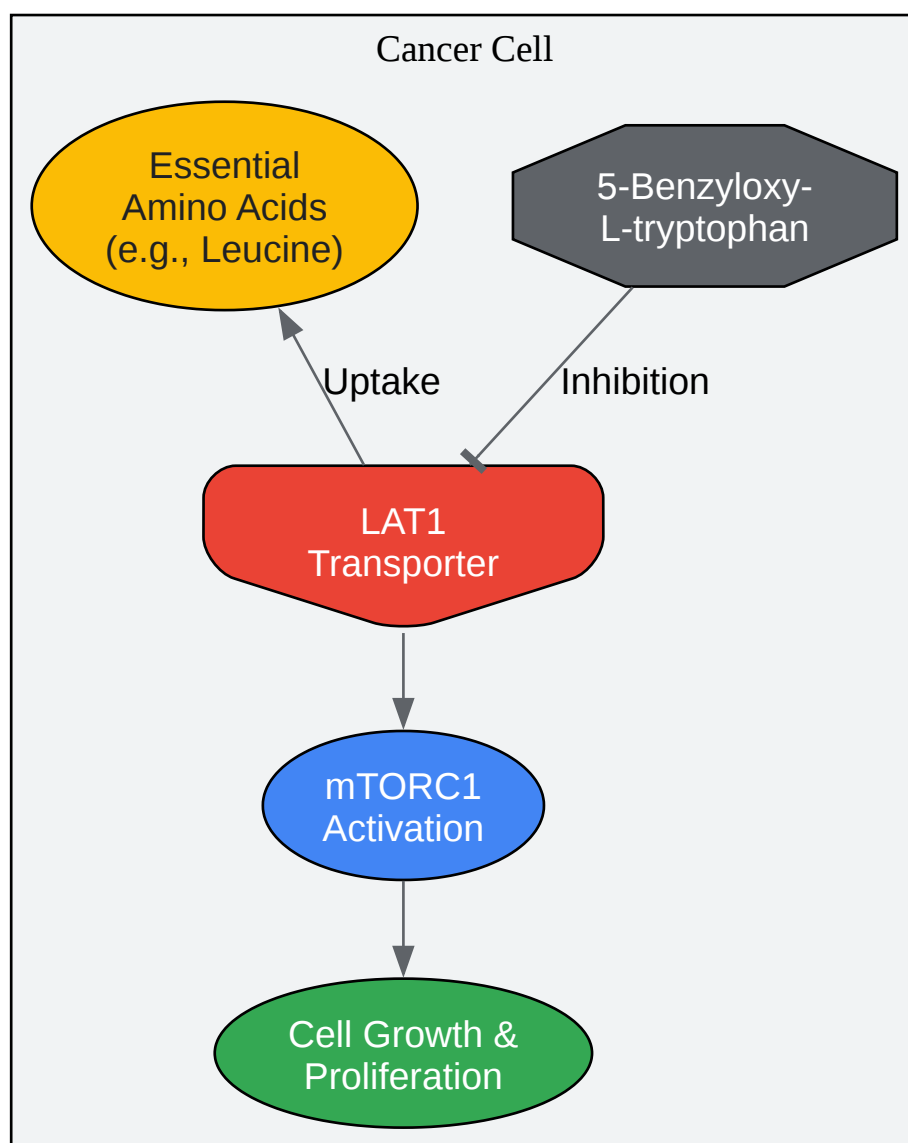 Cancer Cell
Essential
Amino Acids
(e.g., Leucine)
5-Benzyloxy-
L-tryptophan
Uptake
Inhibition
LAT1
Transporter
mTORC1
Activation
Cell Growth &
Proliferation